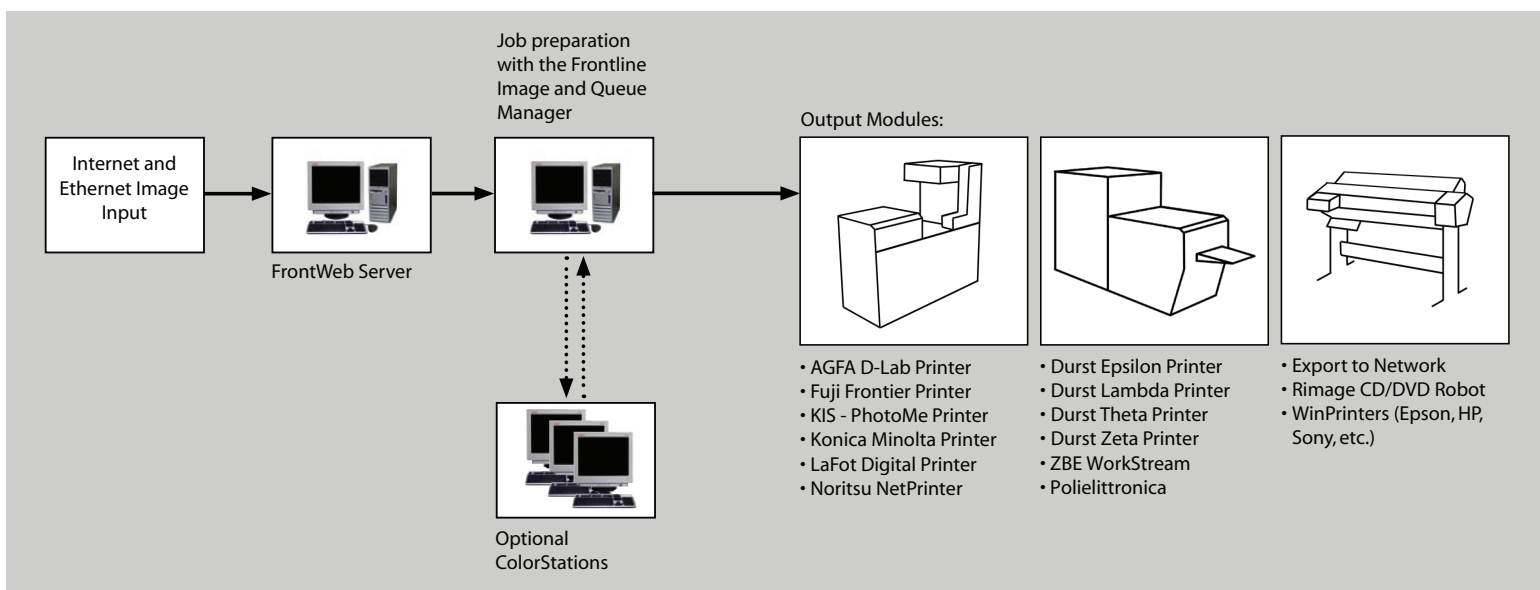 Job preparation
with the Frontline
Image and Queue
Manager
Output Modules:
Internet and
Ethernet Image
Input
FrontWeb Server
• AGFA D-Lab Printer
• Fuji Frontier Printer
• KIS - PhotoMe Printer
• Konica Minolta Printer
• LaFot Digital Printer
• Noritsu NetPrinter
• Durst Epsilon Printer
• Durst Lambda Printer
• Durst Theta Printer
• Durst Zeta Printer
• ZBE WorkStream
• Polielittronica
• Export to Network
• Rimage CD/DVD Robot
• WinPrinters (Epson, HP,
Sony, etc.)
Optional
ColorStations